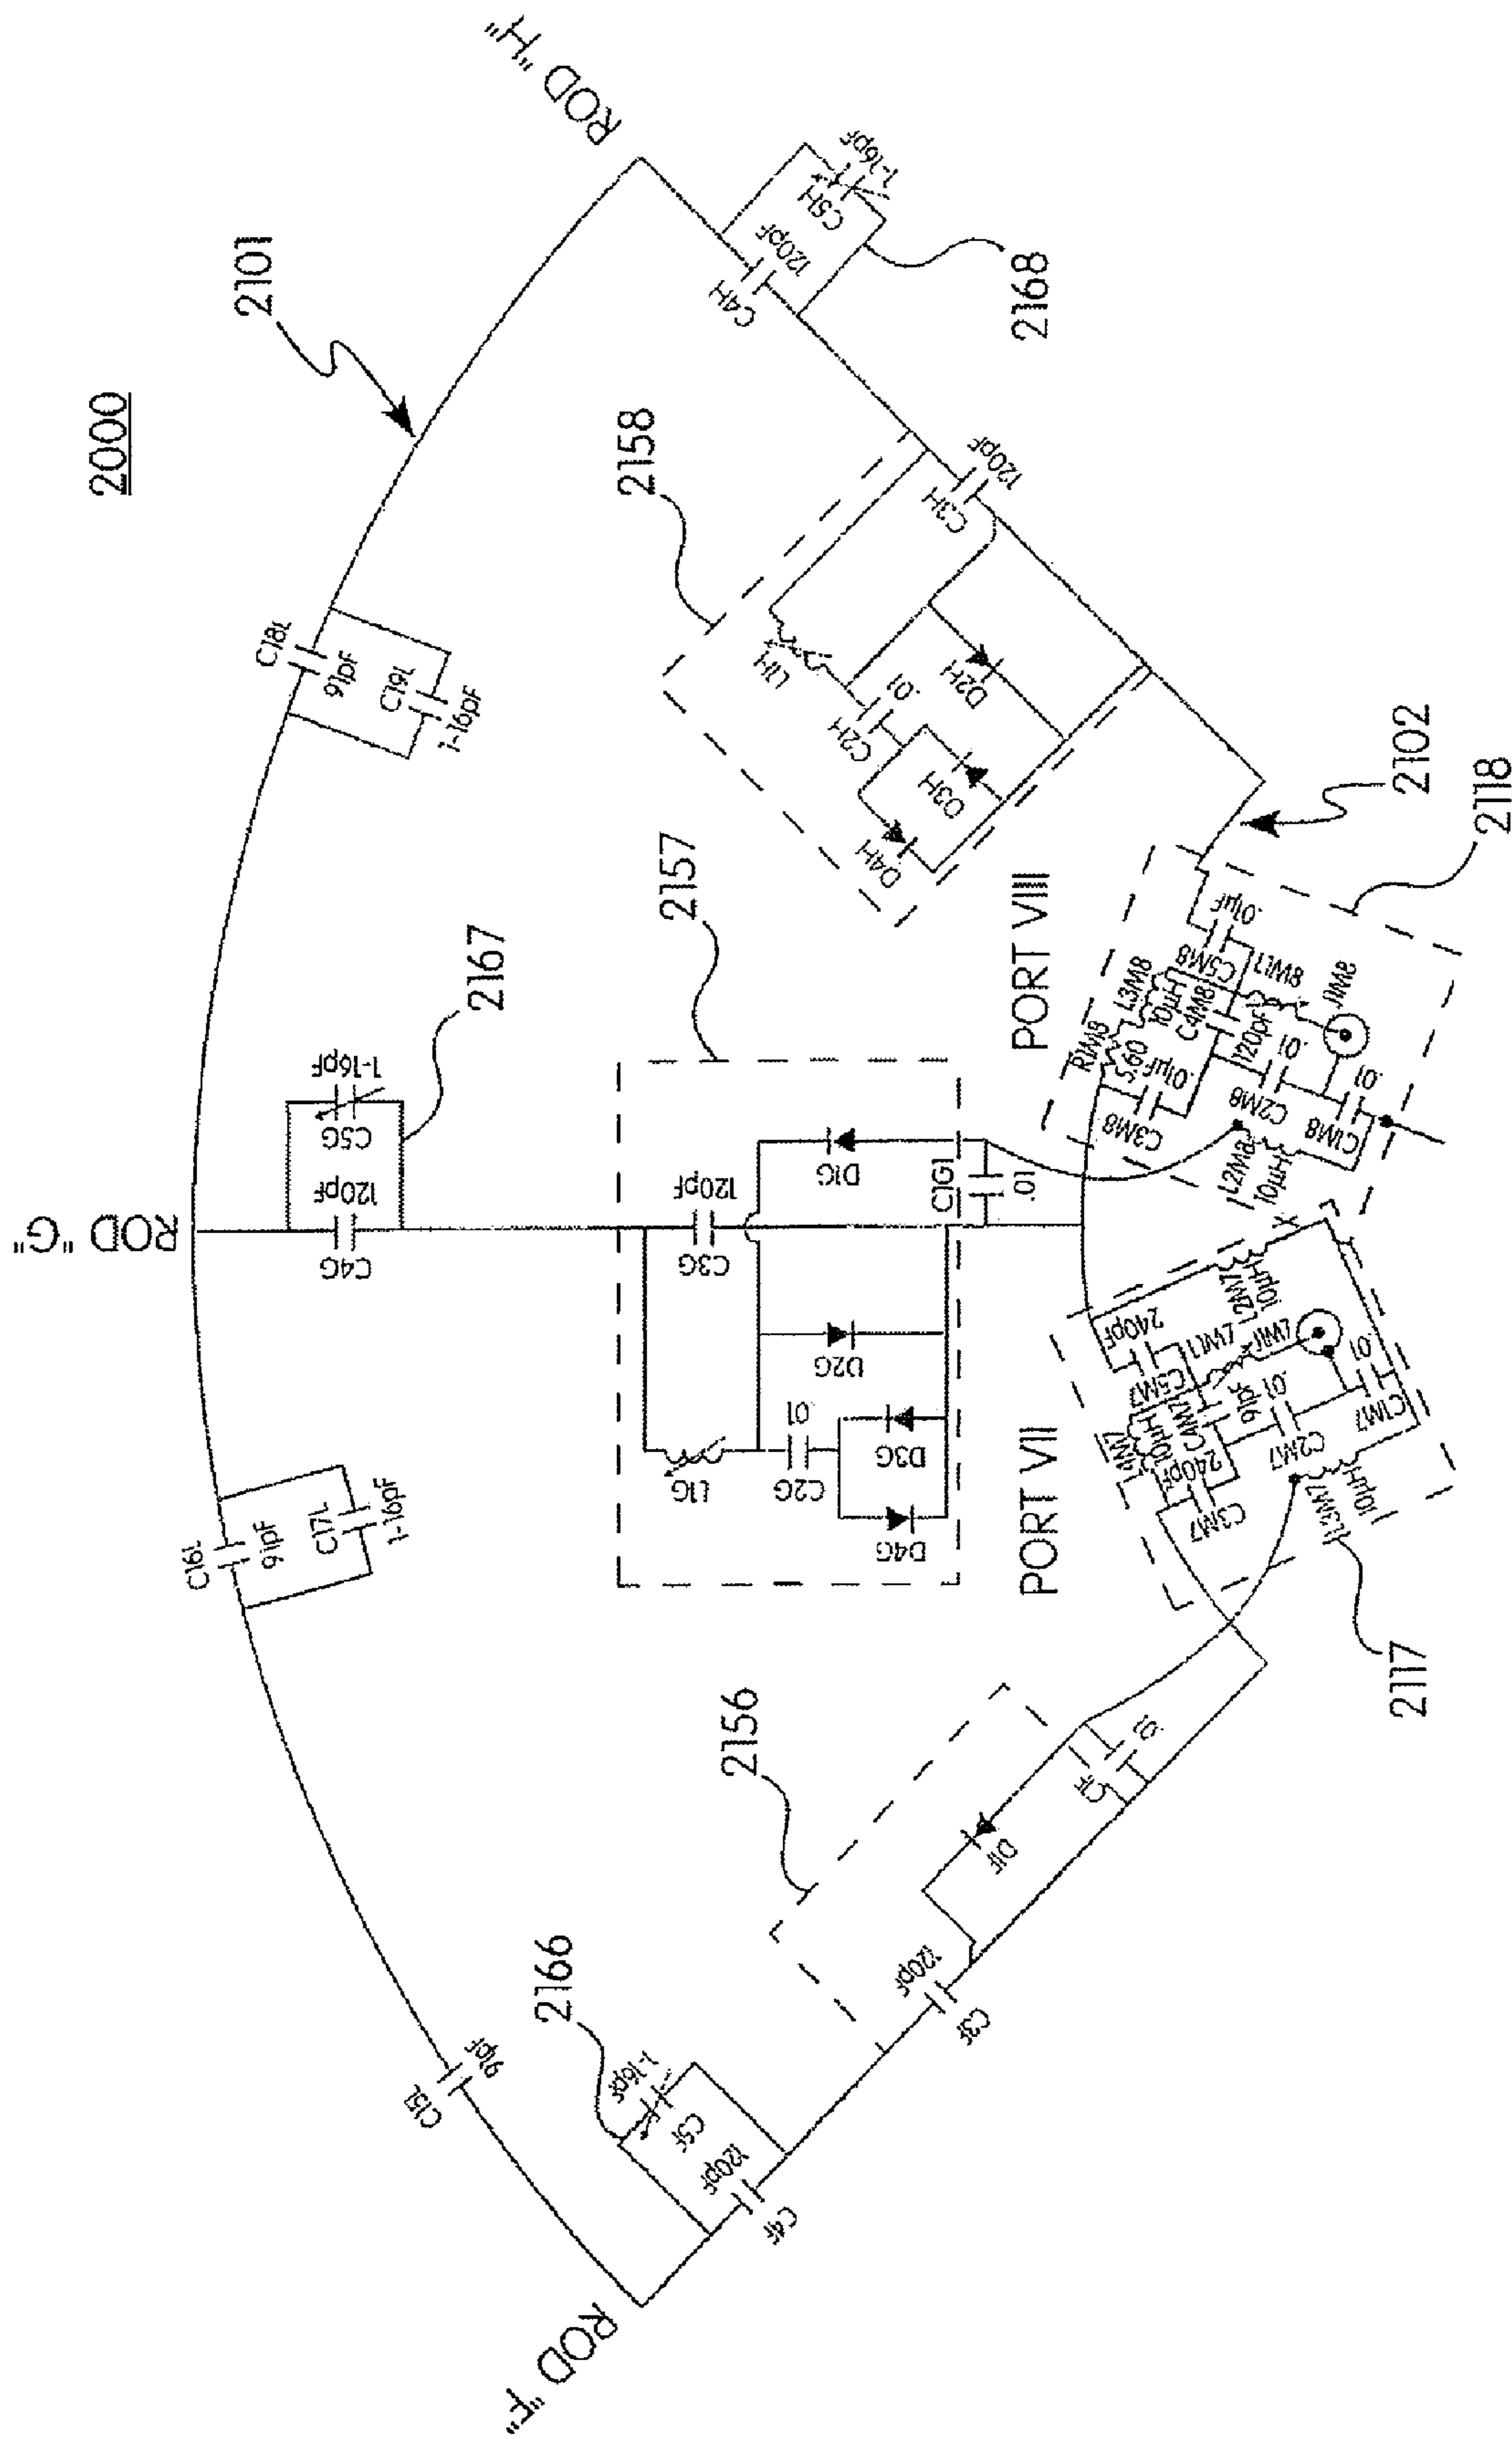 2000
2101
ROD "H"
C5H
1-16pF
120pF
C4H
2168
C18L
91pF
C19L
1-16pF
2158
C3H
120pF
L1H
C2H
.01
D2H
D3H
D4H
2167
ROD "G"
C5G
1-16pF
120pF
C4G
2157
C3G
120pF
D1G
C1G1
.01
D2G
L1G
C2G
.01
D3G
D4G
2102
2118
PORT VIII
C5M8
.01µF
L3M8
10µH
R1M8
5.60
C4M8
120pF
L1M8
J1M8
C3M8
.01µF
C2M8
.01
C1M8
.01
L2M8
10µH
PORT VII
240pF
C5M7
L2M7
10µH
L1M7
10µH
C4M7
91pF
240pF
C3M7
C2M7
.01
C1M7
.01
L3M7
10µH
2117
C16L
91pF
C17L
1-16pF
2156
C1F
.01
D1F
C3F
120pF
2166
C15L
91pF
C5F
1-16pF
120pF
C4F
ROD "F"